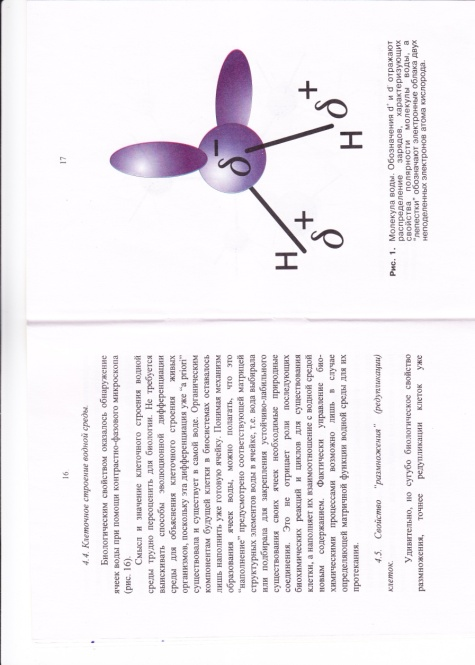 16
4.4. Клеточное строение водной среды.
Биологическим свойством оказалось обнаружение
ячеек воды при помощи контрастно-фазового микроскопа
(рис. 16).
Смысл и значение клеточного строения водной
среды трудно переоценить для биологии. Не требуется
выискивать способы эволюционной дифференциации
среды для объяснения клеточного строения живых
организмов, поскольку эта дифференциация уже "a priori"
существовала и существует в самой воде. Органическим
компонентам будущей клетки в биосистемах оставалось
лишь наполнить уже готовую ячейку. Понимая механизм
образования ячеек воды, можно полагать, что это
"наполнение" предусмотрено соответствующей матрицей
структурных элементов воды в ячейке, т.е. вода выбирала
или подбирала для закрепления устойчиво-лабильного
существования своих ячеек необходимые природные
соединения. Это не отрицает роли последующих
биохимических реакций и циклов для существования
клетки, а наполняет их взаимоотношение с водной средой
новым содержанием. Фактически управление био-
химическими процессами возможно лишь в случае
определяющей матричной функции водной среды для их
протекания.
4.5. Свойство "размножения" (редупликации)
клеток.
Удивительно, но сугубо биологическое свойство
размножения, точнее редупликации клеток уже
17
δ−
H
δ+
H
δ+
Рис. 1. Молекула воды. Обозначения d⁺ и d⁻ отражают
распределение зарядов, характеризующих
свойства полярности молекулы воды, а
"лепестки" обозначают электронные облака двух
неподеленных электронов атома кислорода.